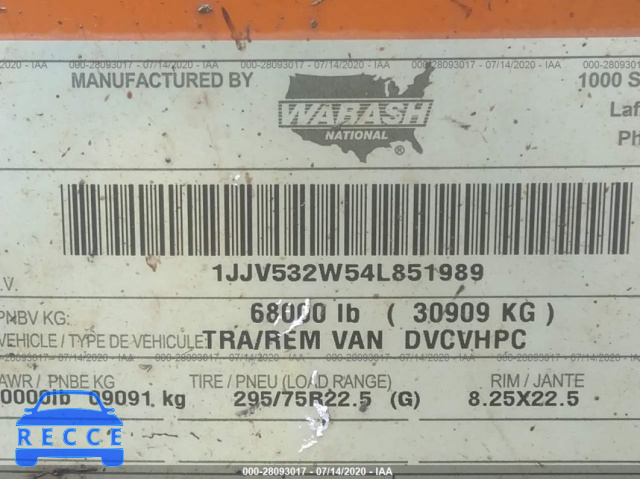 000-28093017 - 07/14/2020 - IAA
MANUFACTURED BY
WABASH
NATIONAL
®
1000 S
Laf
Ph
1JJV532W54L851989
.V.
PNBV KG:
68000 lb ( 30909 KG )
VEHICLE / TYPE DE VEHICULE:
TRA/REM VAN DVCVHPC
AWR / PNBE KG
TIRE / PNEU (LOAD RANGE)
RIM / JANTE
0000lb 09091 kg
295/75R22.5 (G)
8.25X22.5
RECCE
000-28093017 - 07/14/2020 - IAA